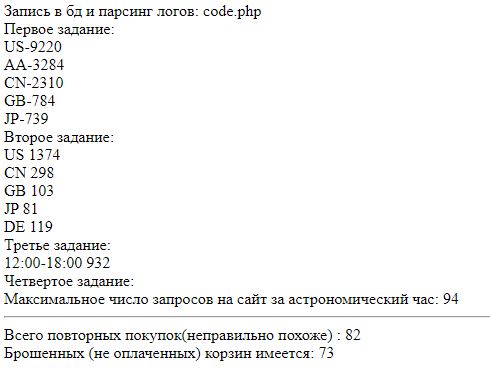 Запись в бд и парсинг логов: code.php
Первое задание:
US-9220
AA-3284
CN-2310
GB-784
JP-739
Второе задание:
US 1374
CN 298
GB 103
JP 81
DE 119
Третье задание:
12:00-18:00 932
Четвертое задание:
Максимальное число запросов на сайт за астрономический час: 94
Всего повторных покупок(неправильно похоже) : 82
Брошенных (не оплаченных) корзин имеется: 73